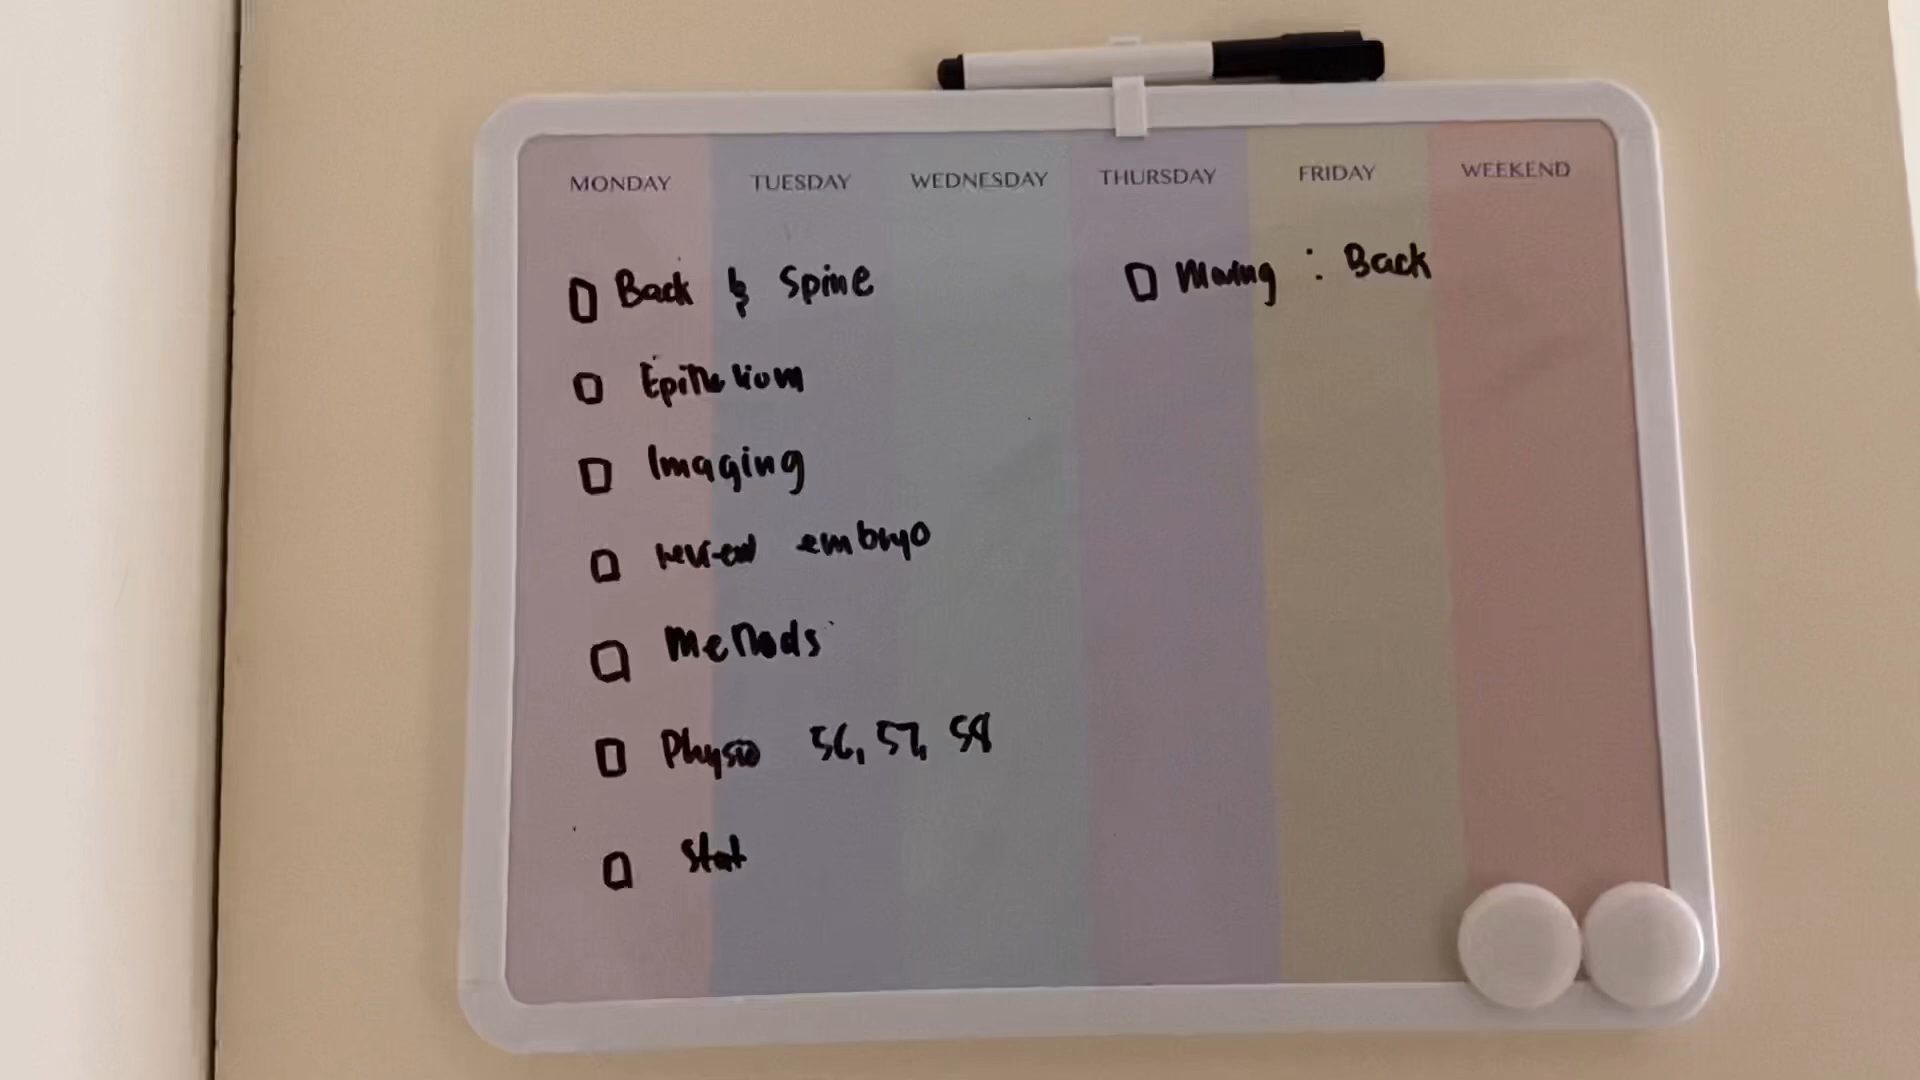 MONDAY TUESDAY WEDNESDAY THURSDAY FRIDAY WEEKEND
Back & Spine
: Back
Epithelium
Imaging
review embryo
Methods
Physio 56, 57, 58
Stat